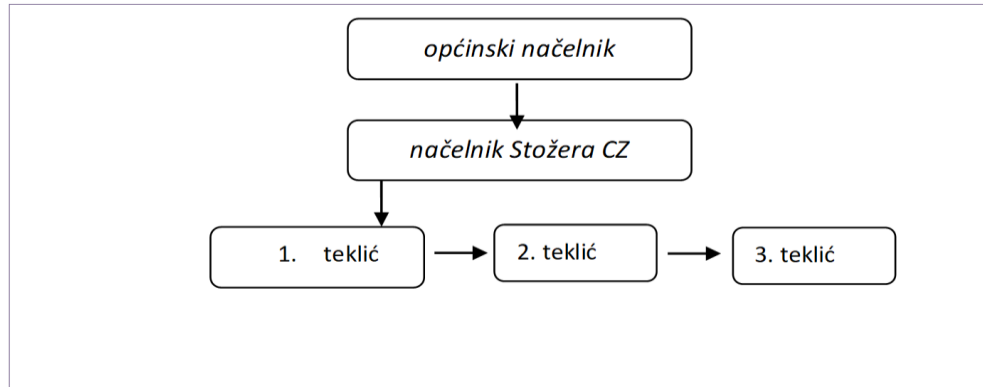 općinski načelnik
načelnik Stožera CZ
1. teklić
2. teklić
3. teklić